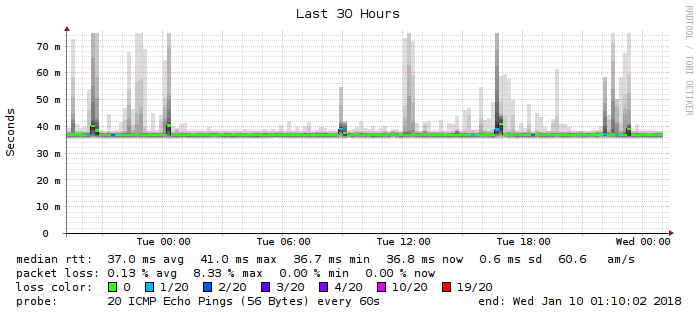 Last 30 Hours
RRDTOOL / TOBI OETIKER
Seconds
70 m
60 m
50 m
40 m
30 m
20 m
10 m
0
Tue 00:00 Tue 06:00 Tue 12:00 Tue 18:00 Wed 00:00
median rtt: 37.0 ms avg 41.0 ms max 36.7 ms min 36.8 ms now 0.6 ms sd 60.6 am/s
packet loss: 0.13 % avg 8.33 % max 0.00 % min 0.00 % now
loss color: 0 1/20 2/20 3/20 4/20 10/20 19/20
probe: 20 ICMP Echo Pings (56 Bytes) every 60s end: Wed Jan 10 01:10:02 2018